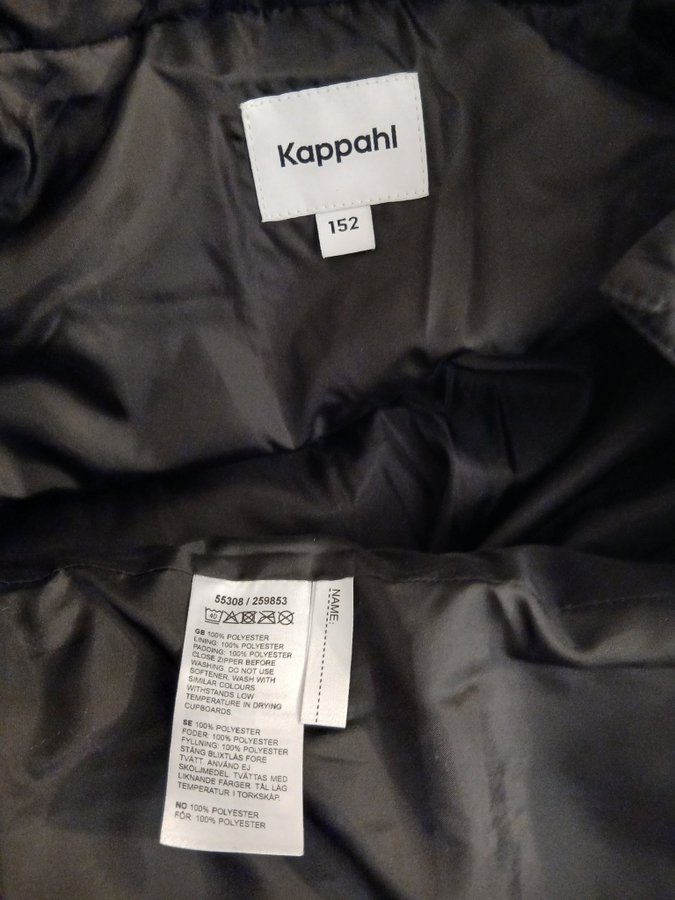 Kappahl
152
55308 / 259853
40
GB 100% POLYESTER
LINING: 100% POLYESTER
PADDING: 100% POLYESTER
CLOSE ZIPPER BEFORE
WASHING. DO NOT USE
SOFTENER. WASH WITH
SIMILAR COLOURS
WITHSTANDS LOW
TEMPERATURE IN DRYING
CUPBOARDS
SE 100% POLYESTER
FODER: 100% POLYESTER
FYLLNING: 100% POLYESTER
STÄNG BLIXTLÅS FÖRE
TVÄTT. ANVÄND EJ
SKÖLJMEDEL. TVÄTTAS MED
LIKNANDE FÄRGER. TÅL LÅG
TEMPERATUR I TORKSKÅP.
NO 100% POLYESTER
FÔR: 100% POLYESTER
NAME: